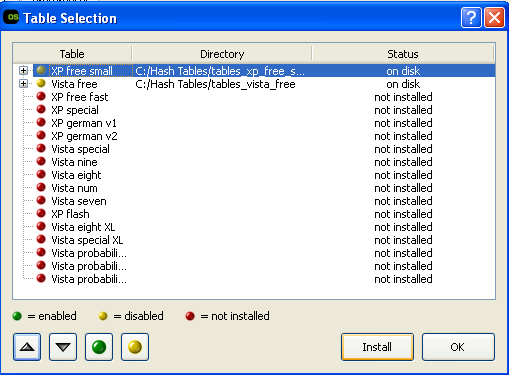 OS Table Selection
Table Directory Status
XP free small C:/Hash Tables/tables_xp_free_s... on disk
Vista free C:/Hash Tables/tables_vista_free on disk
XP free fast not installed
XP special not installed
XP german v1 not installed
XP german v2 not installed
Vista special not installed
Vista nine not installed
Vista eight not installed
Vista num not installed
Vista seven not installed
XP flash not installed
Vista eight XL not installed
Vista special XL not installed
Vista probabili... not installed
Vista probabili... not installed
Vista probabili... not installed
= enabled = disabled = not installed
Install OK